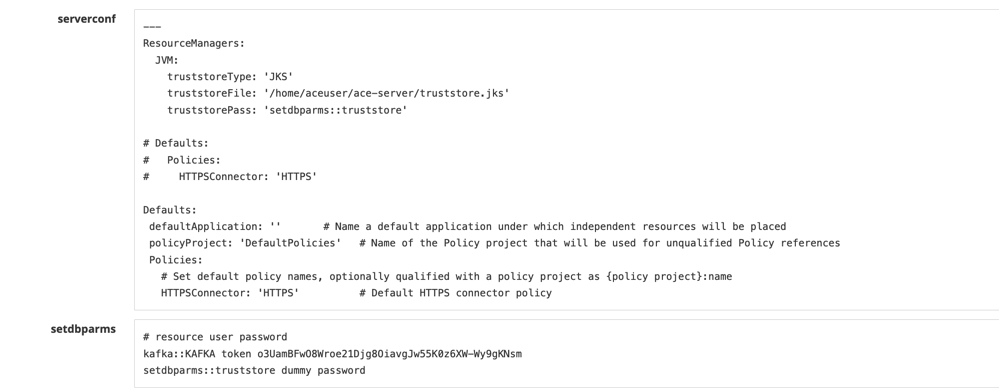 serverconf
---
ResourceManagers:
  JVM:
    truststoreType: 'JKS'
    truststoreFile: '/home/aceuser/ace-server/truststore.jks'
    truststorePass: 'setdbparms::truststore'

# Defaults:
#   Policies:
#     HTTPSConnector: 'HTTPS'

Defaults:
 defaultApplication: ''       # Name a default application under which independent resources will be placed
 policyProject: 'DefaultPolicies'   # Name of the Policy project that will be used for unqualified Policy references
 Policies:
   # Set default policy names, optionally qualified with a policy project as {policy project}:name
   HTTPSConnector: 'HTTPS'          # Default HTTPS connector policy
setdbparms
# resource user password
kafka::KAFKA token o3UamBFwO8Wroe21Djg8OiavgJw55K0z6XW-Wy9gKNsm
setdbparms::truststore dummy password